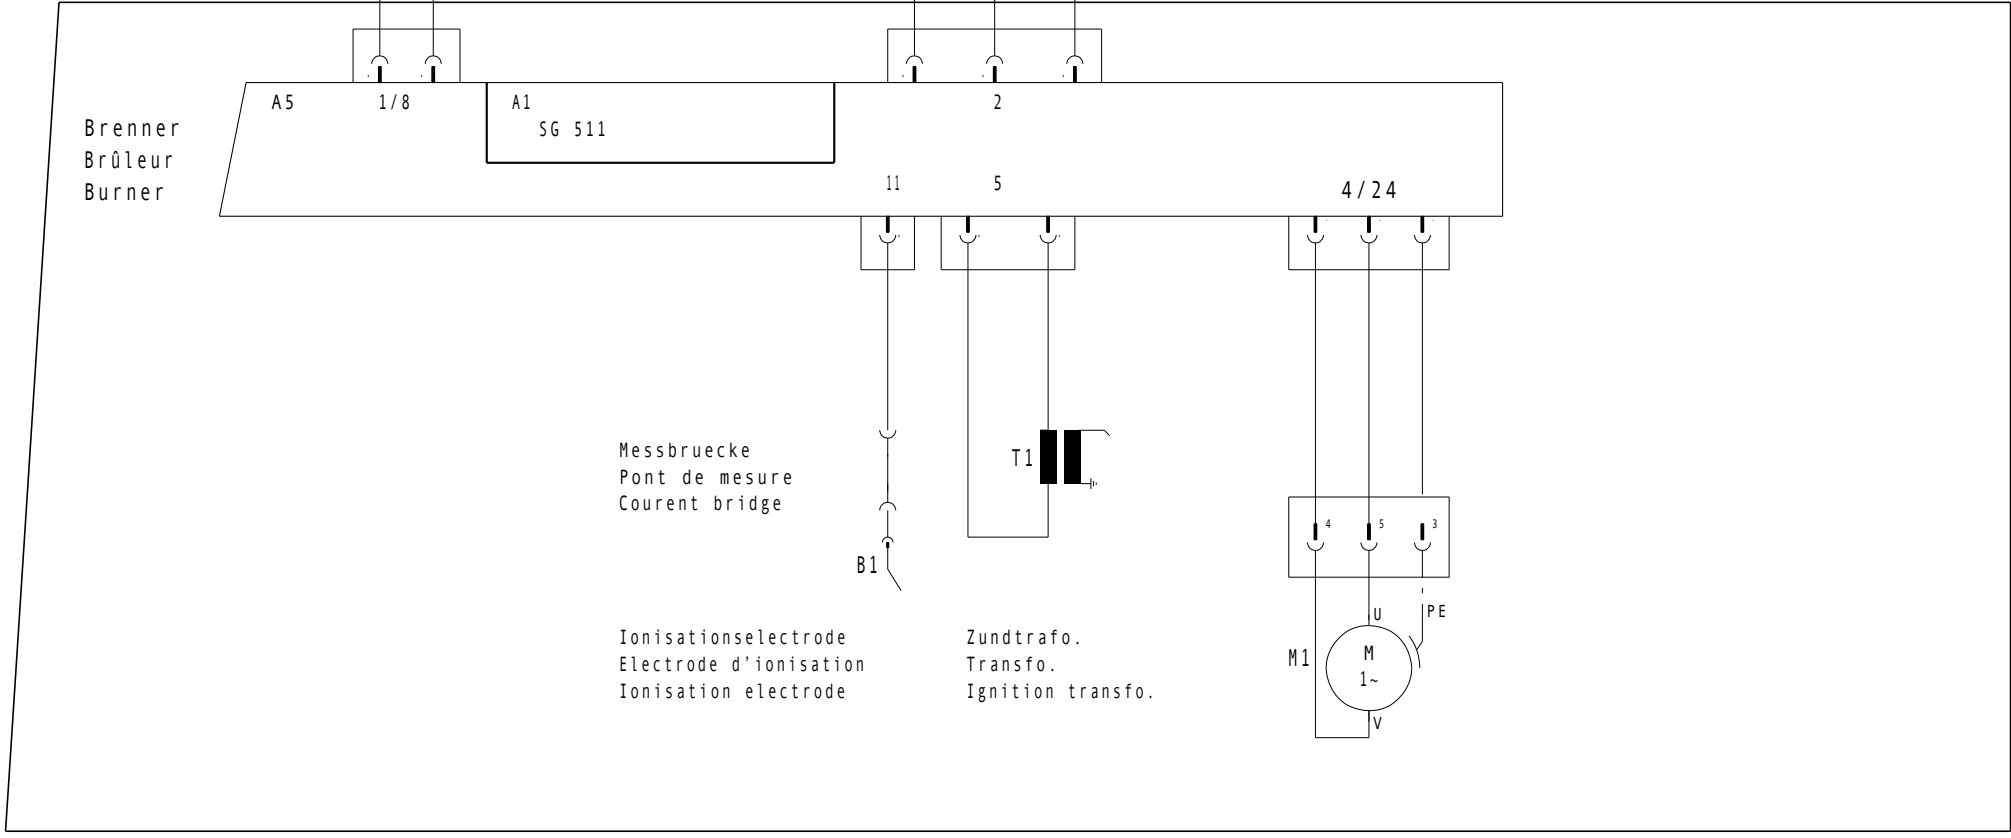 A5
1/8
A1
SG 511
2
Brenner
Brûleur
Burner
11
5
4/24
Messbruecke
Pont de mesure
Courent bridge
T1
4
5
3
B1
U
PE
Ionisationselectrode
Electrode d'ionisation
Ionisation electrode
Zundtrafo.
Transfo.
Ignition transfo.
M1
M
1~
V